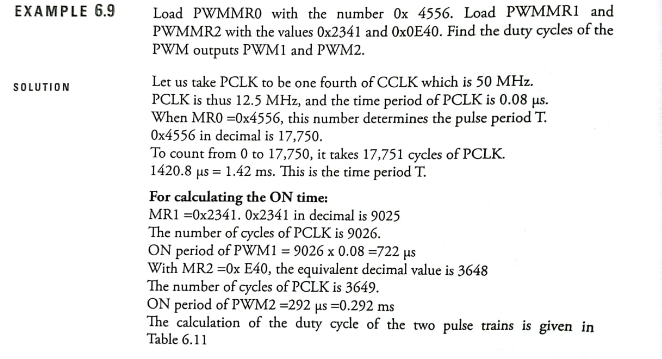 EXAMPLE 6.9
Load PWMMR0 with the number 0x 4556. Load PWMMR1 and
PWMMR2 with the values 0x2341 and 0x0E40. Find the duty cycles of the
PWM outputs PWM1 and PWM2.
SOLUTION
Let us take PCLK to be one fourth of CCLK which is 50 MHz.
PCLK is thus 12.5 MHz, and the time period of PCLK is 0.08 μs.
When MR0 =0x4556, this number determines the pulse period T.
0x4556 in decimal is 17,750.
To count from 0 to 17,750, it takes 17,751 cycles of PCLK.
1420.8 μs = 1.42 ms. This is the time period T.
For calculating the ON time:
MR1 =0x2341. 0x2341 in decimal is 9025
The number of cycles of PCLK is 9026.
ON period of PWM1 = 9026 x 0.08 =722 μs
With MR2 =0x E40, the equivalent decimal value is 3648
The number of cycles of PCLK is 3649.
ON period of PWM2 =292 μs =0.292 ms
The calculation of the duty cycle of the two pulse trains is given in
Table 6.11